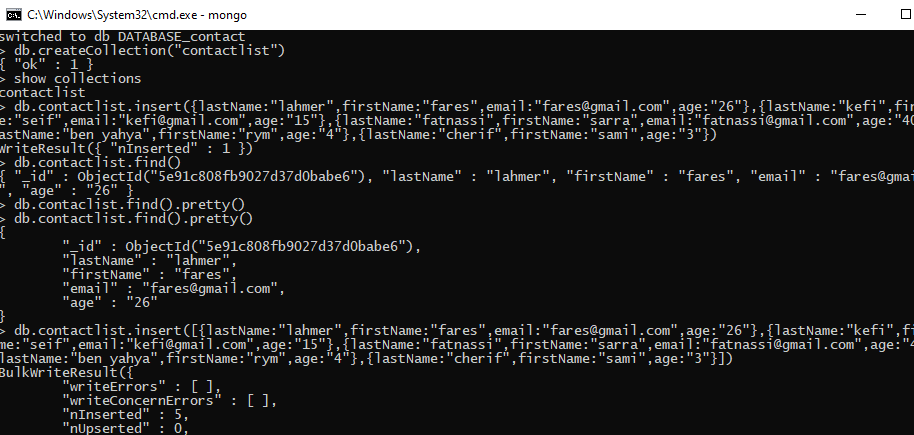 C:\Windows\System32\cmd.exe - mongo
switched to db DATABASE_contact
> db.createCollection("contactlist")
{ "ok" : 1 }
> show collections
contactlist
> db.contactlist.insert({lastName:"lahmer",firstName:"fares",email:"fares@gmail.com",age:"26"},{lastName:"kefi",fir
e:"seif",email:"kefi@gmail.com",age:"15"},{lastName:"fatnassi",firstName:"sarra",email:"fatnassi@gmail.com",age:"40
astName:"ben yahya",firstName:"rym",age:"4"},{lastName:"cherif",firstName:"sami",age:"3"})
WriteResult({ "nInserted" : 1 })
> db.contactlist.find()
{ "_id" : ObjectId("5e91c808fb9027d37d0babe6"), "lastName" : "lahmer", "firstName" : "fares", "email" : "fares@gmai
", "age" : "26" }
> db.contaclist.find().pretty()
> db.contactlist.find().pretty()
{
        "_id" : ObjectId("5e91c808fb9027d37d0babe6"),
        "lastName" : "lahmer",
        "firstName" : "fares",
        "email" : "fares@gmail.com",
        "age" : "26"
}
> db.contactlist.insert([{lastName:"lahmer",firstName:"fares",email:"fares@gmail.com",age:"26"},{lastName:"kefi",fi
me:"seif",email:"kefi@gmail.com",age:"15"},{lastName:"fatnassi",firstName:"sarra",email:"fatnassi@gmail.com",age:"4
lastName:"ben yahya",firstName:"rym",age:"4"},{lastName:"cherif",firstName:"sami",age:"3"}])
BulkWriteResult({
        "writeErrors" : [ ],
        "writeConcernErrors" : [ ],
        "nInserted" : 5,
        "nUpserted" : 0,